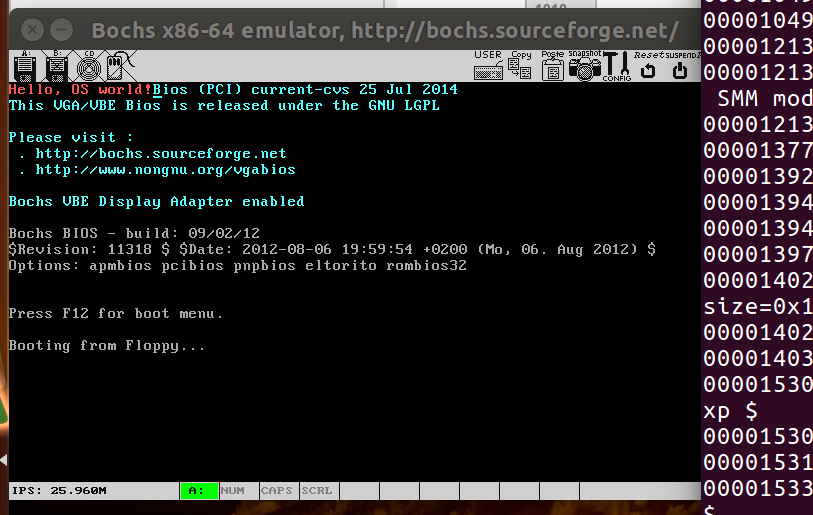 1010
Bochs x86-64 emulator, http://bochs.sourceforge.net/
A: B: CD
USER Copy Paste snapshot CONFIG Reset SUSPEND
Hello, OS world!Bios (PCI) current-cvs 25 Jul 2014
This VGA/VBE Bios is released under the GNU LGPL
Please visit :
. http://bochs.sourceforge.net
. http://www.nongnu.org/vgabios
Bochs VBE Display Adapter enabled
Bochs BIOS - build: 09/02/12
$Revision: 11318 $ $Date: 2012-08-06 19:59:54 +0200 (Mo, 06. Aug 2012) $
Options: apmbios pcibios pnpbios eltorito rombios32
Press F12 for boot menu.
Booting from Floppy...
IPS: 25.960M A: NUM CAPS SCRL
00001049
00001213
00001213
SMM mod
00001213
00001377
00001392
00001394
00001394
00001397
00001402
size=0x1
00001402
00001403
00001530
xp $
00001530
00001531
00001533